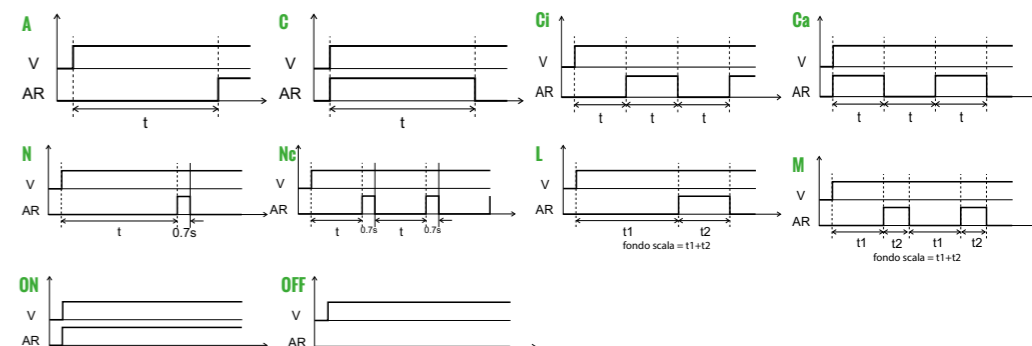 A
V
AR
t
C
V
AR
t
Ci
V
AR
t t t
Ca
V
AR
t t t
N
V
AR
t 0.7s
Nc
V
AR
t 0.7s t 0.7s
L
V
AR
t1 t2
fondo scala = t1+t2
M
V
AR
t1 t2 t1 t2
fondo scala = t1+t2
ON
V
AR
OFF
V
AR